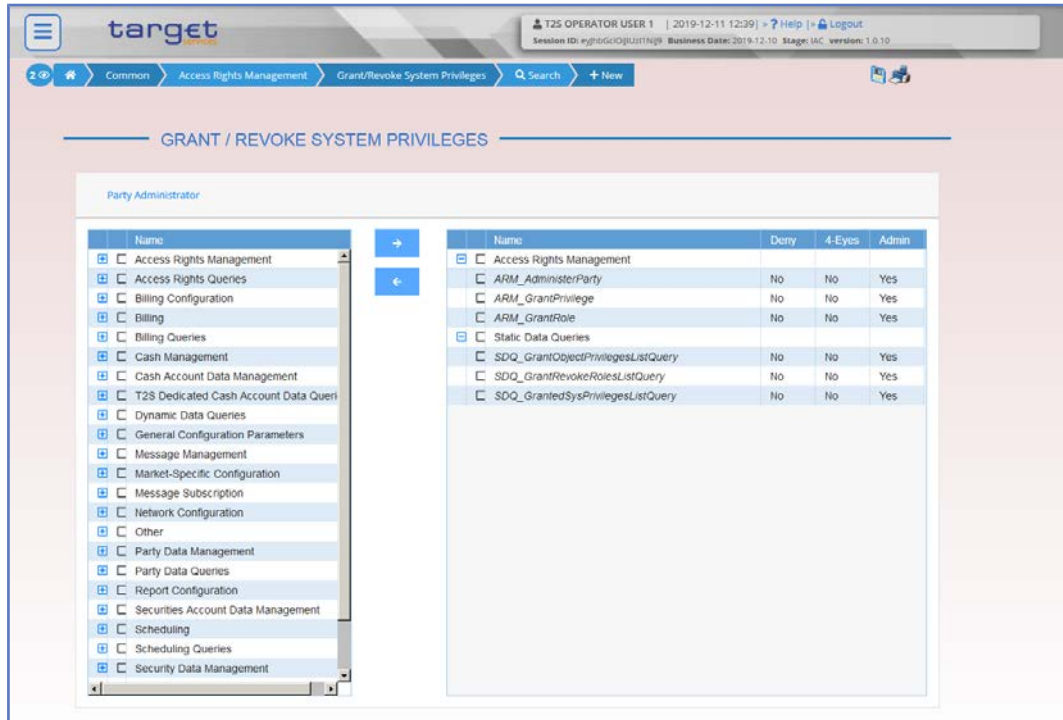 target
services
T2S OPERATOR USER 1 | 2019-12-11 12:39 | » ? Help | » Logout
Business Date: 2019-12-10 Stage: IAC version: 1.0.10
Session ID:
2
Common
Access Rights Management
Grant/Revoke System Privileges
Search
+ New
GRANT / REVOKE SYSTEM PRIVILEGES
Party Administrator
Name
Access Rights Management
Access Rights Queries
Billing Configuration
Billing
Billing Queries
Cash Management
Cash Account Data Management
T2S Dedicated Cash Account Data Queri
Dynamic Data Queries
General Configuration Parameters
Message Management
Market-Specific Configuration
Message Subscription
Network Configuration
Other
Party Data Management
Party Data Queries
Report Configuration
Securities Account Data Management
Scheduling
Scheduling Queries
Security Data Management
Name Deny 4-Eyes Admin
Access Rights Management
ARM_AdministerParty No No Yes
ARM_GrantPrivilege No No Yes
ARM_GrantRole No No Yes
Static Data Queries
SDQ_GrantObjectPrivilegesListQuery No No Yes
SDQ_GrantRevokeRolesListQuery No No Yes
SDQ_GrantedSysPrivilegesListQuery No No Yes